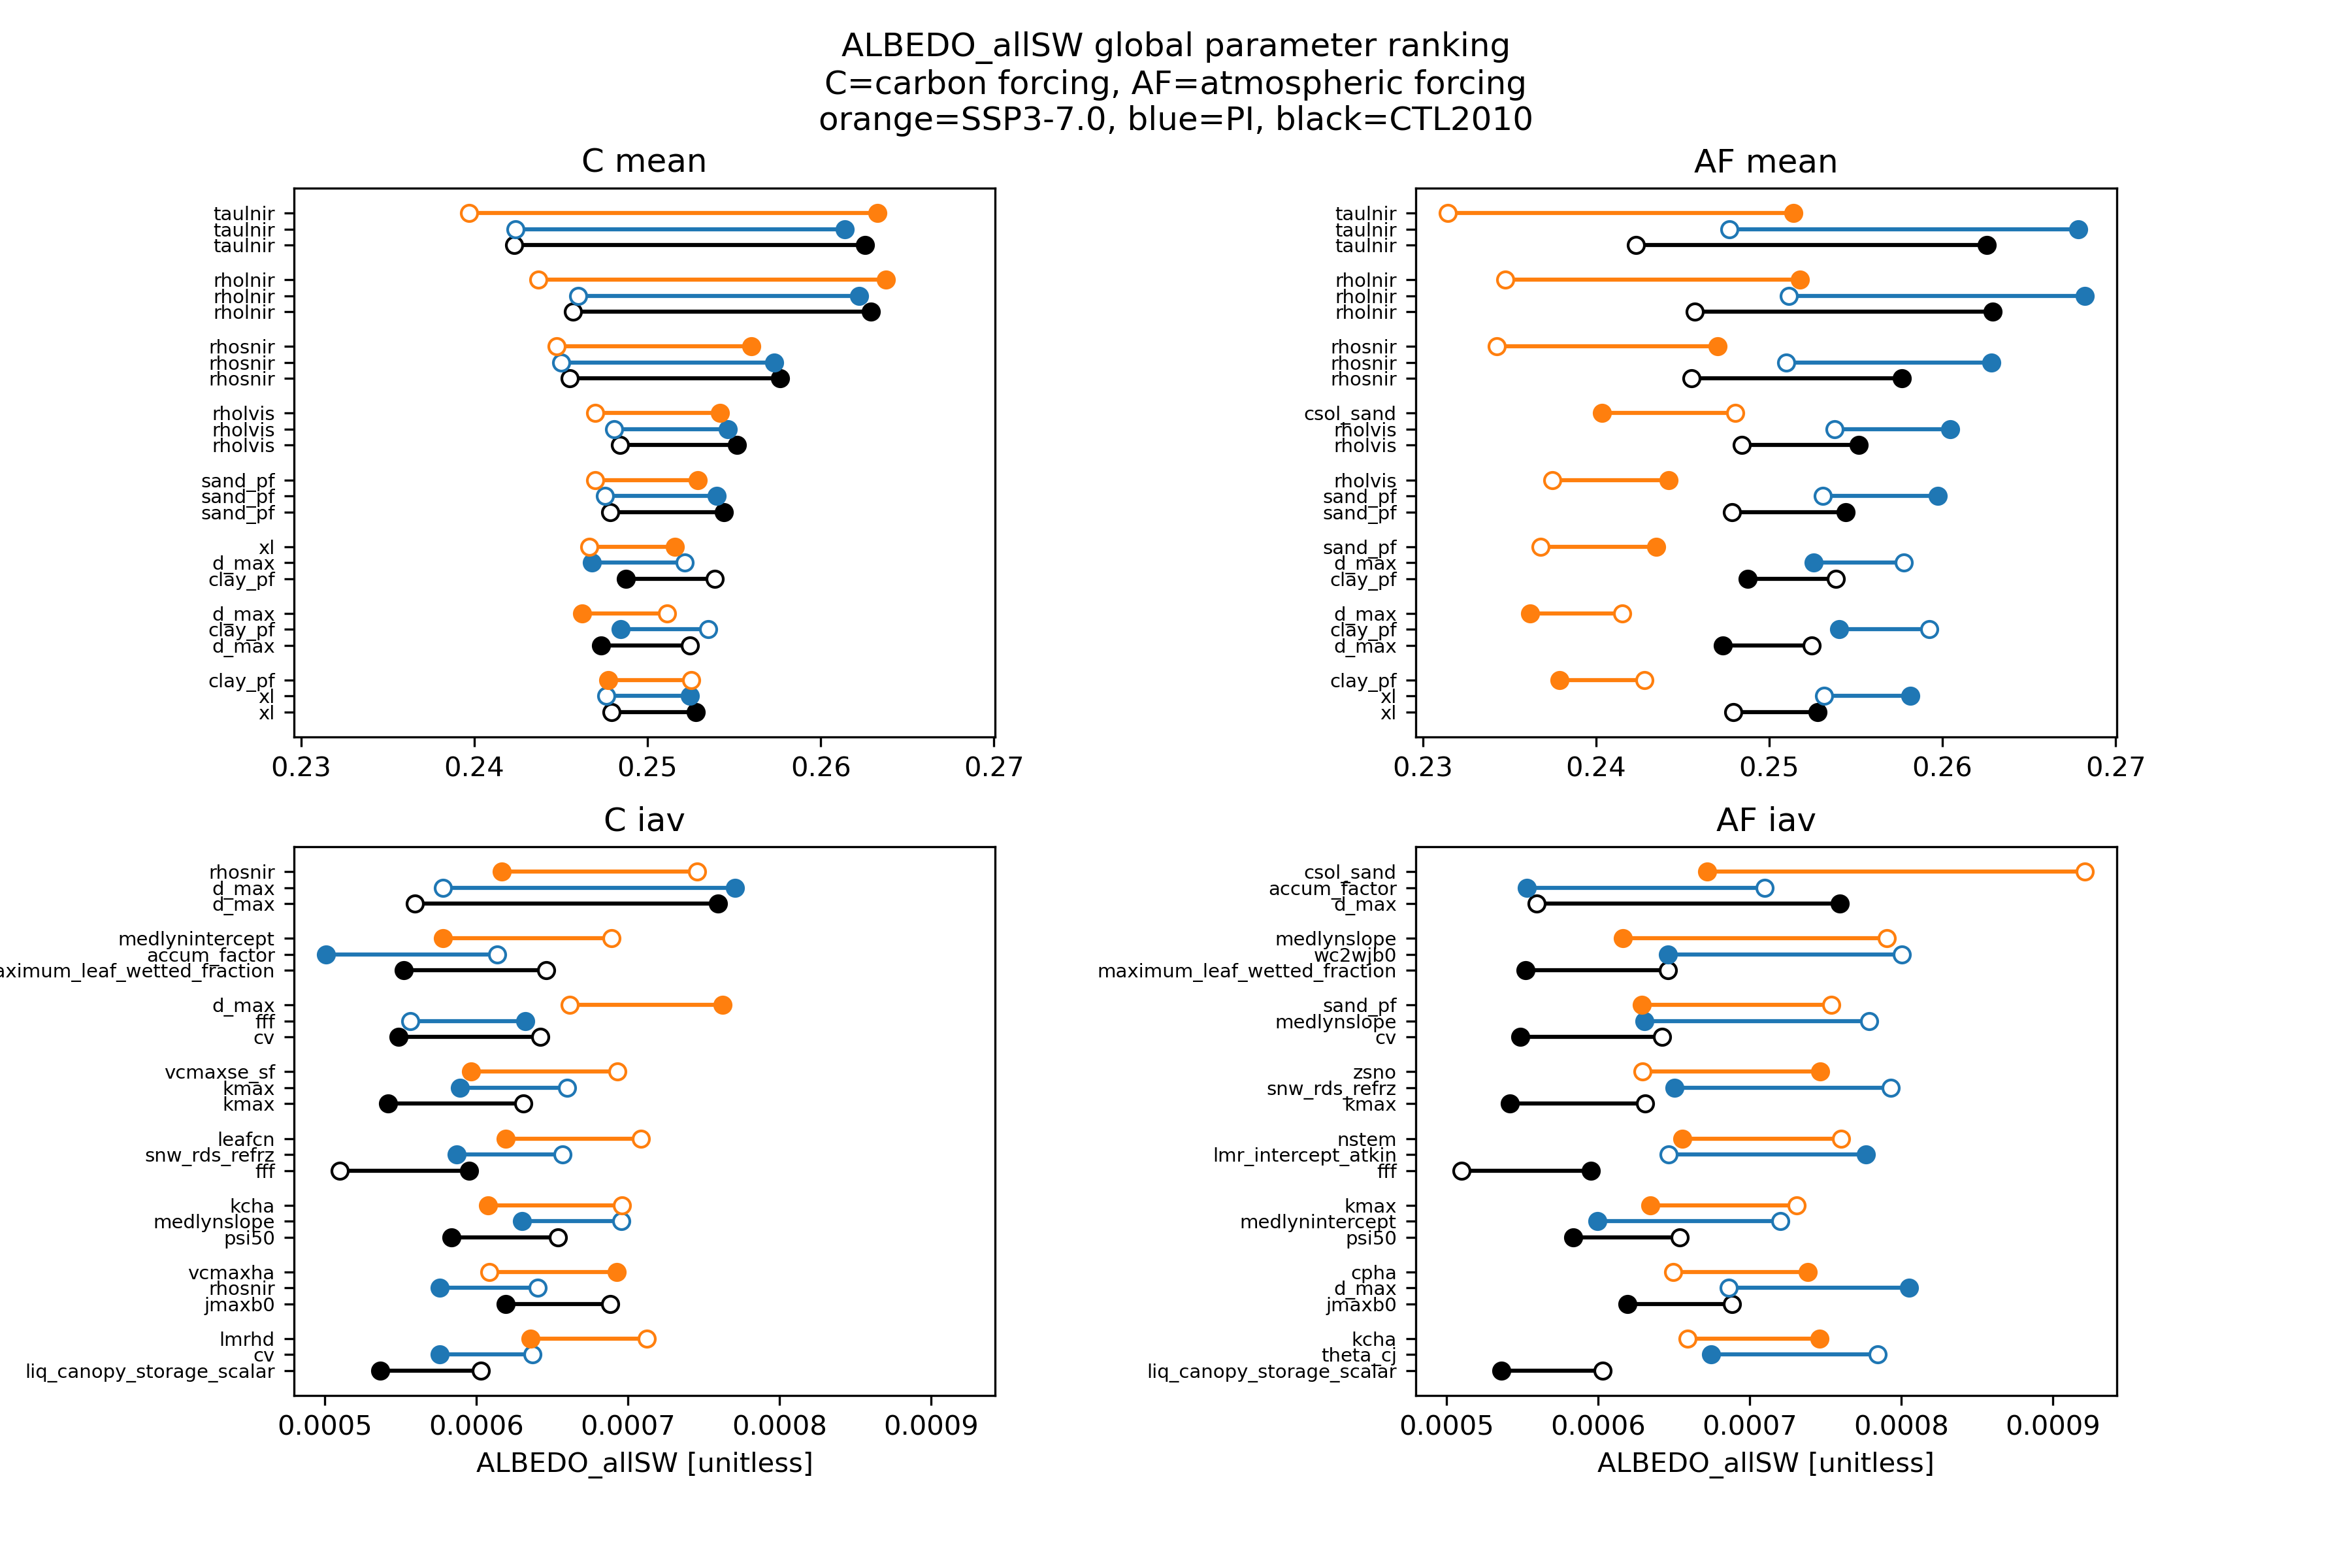 ALBEDO_allSW global parameter ranking
C=carbon forcing, AF=atmospheric forcing
orange=SSP3-7.0, blue=PI, black=CTL2010
C mean
taulnir
taulnir
taulnir
rholnir
rholnir
rholnir
rhosnir
rhosnir
rhosnir
rholvis
rholvis
rholvis
sand_pf
sand_pf
sand_pf
xl
d_max
clay_pf
d_max
clay_pf
d_max
clay_pf
xl
xl
0.23 0.24 0.25 0.26 0.27
AF mean
taulnir
taulnir
taulnir
rholnir
rholnir
rholnir
rhosnir
rhosnir
rhosnir
csol_sand
rholvis
rholvis
rholvis
sand_pf
sand_pf
sand_pf
d_max
clay_pf
d_max
clay_pf
d_max
clay_pf
xl
xl
0.23 0.24 0.25 0.26 0.27
C iav
rhosnir
d_max
d_max
medlynintercept
accum_factor
aximum_leaf_wetted_fraction
d_max
fff
cv
vcmaxse_sf
kmax
kmax
leafcn
snw_rds_refrz
fff
kcha
medlynslope
psi50
vcmaxha
rhosnir
jmaxb0
lmrhd
cv
liq_canopy_storage_scalar
0.0005 0.0006 0.0007 0.0008 0.0009
ALBEDO_allSW [unitless]
AF iav
csol_sand
accum_factor
d_max
medlynslope
wc2wjb0
maximum_leaf_wetted_fraction
sand_pf
medlynslope
cv
zsno
snw_rds_refrz
kmax
nstem
lmr_intercept_atkin
fff
kmax
medlynintercept
psi50
cpha
d_max
jmaxb0
kcha
theta_cj
liq_canopy_storage_scalar
0.0005 0.0006 0.0007 0.0008 0.0009
ALBEDO_allSW [unitless]